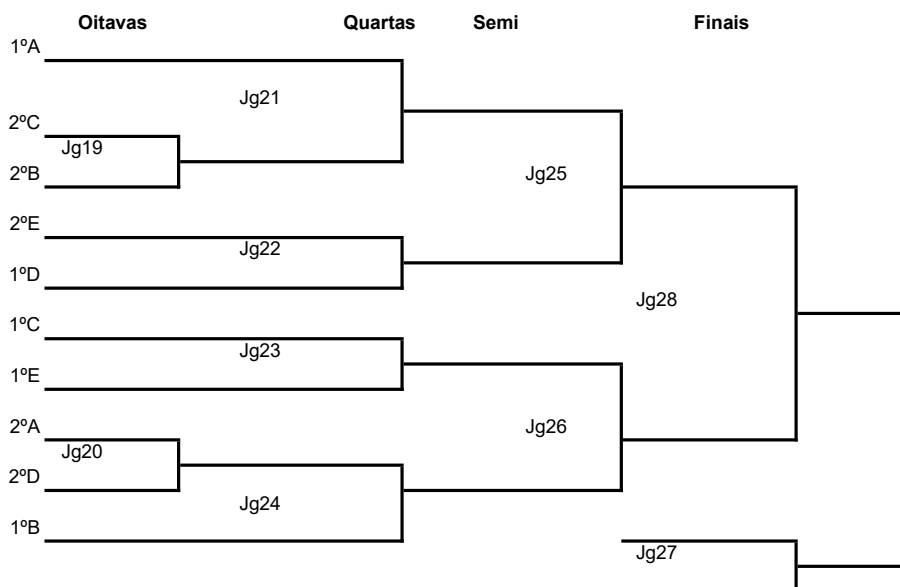 Oitavas Quartas Semi Finais
1ºA
Jg21
2ºC
Jg19
2ºB
Jg25
2ºE
Jg22
1ºD
Jg28
1ºC
Jg23
1ºE
2ºA
Jg26
Jg20
2ºD
Jg24
1ºB
Jg27